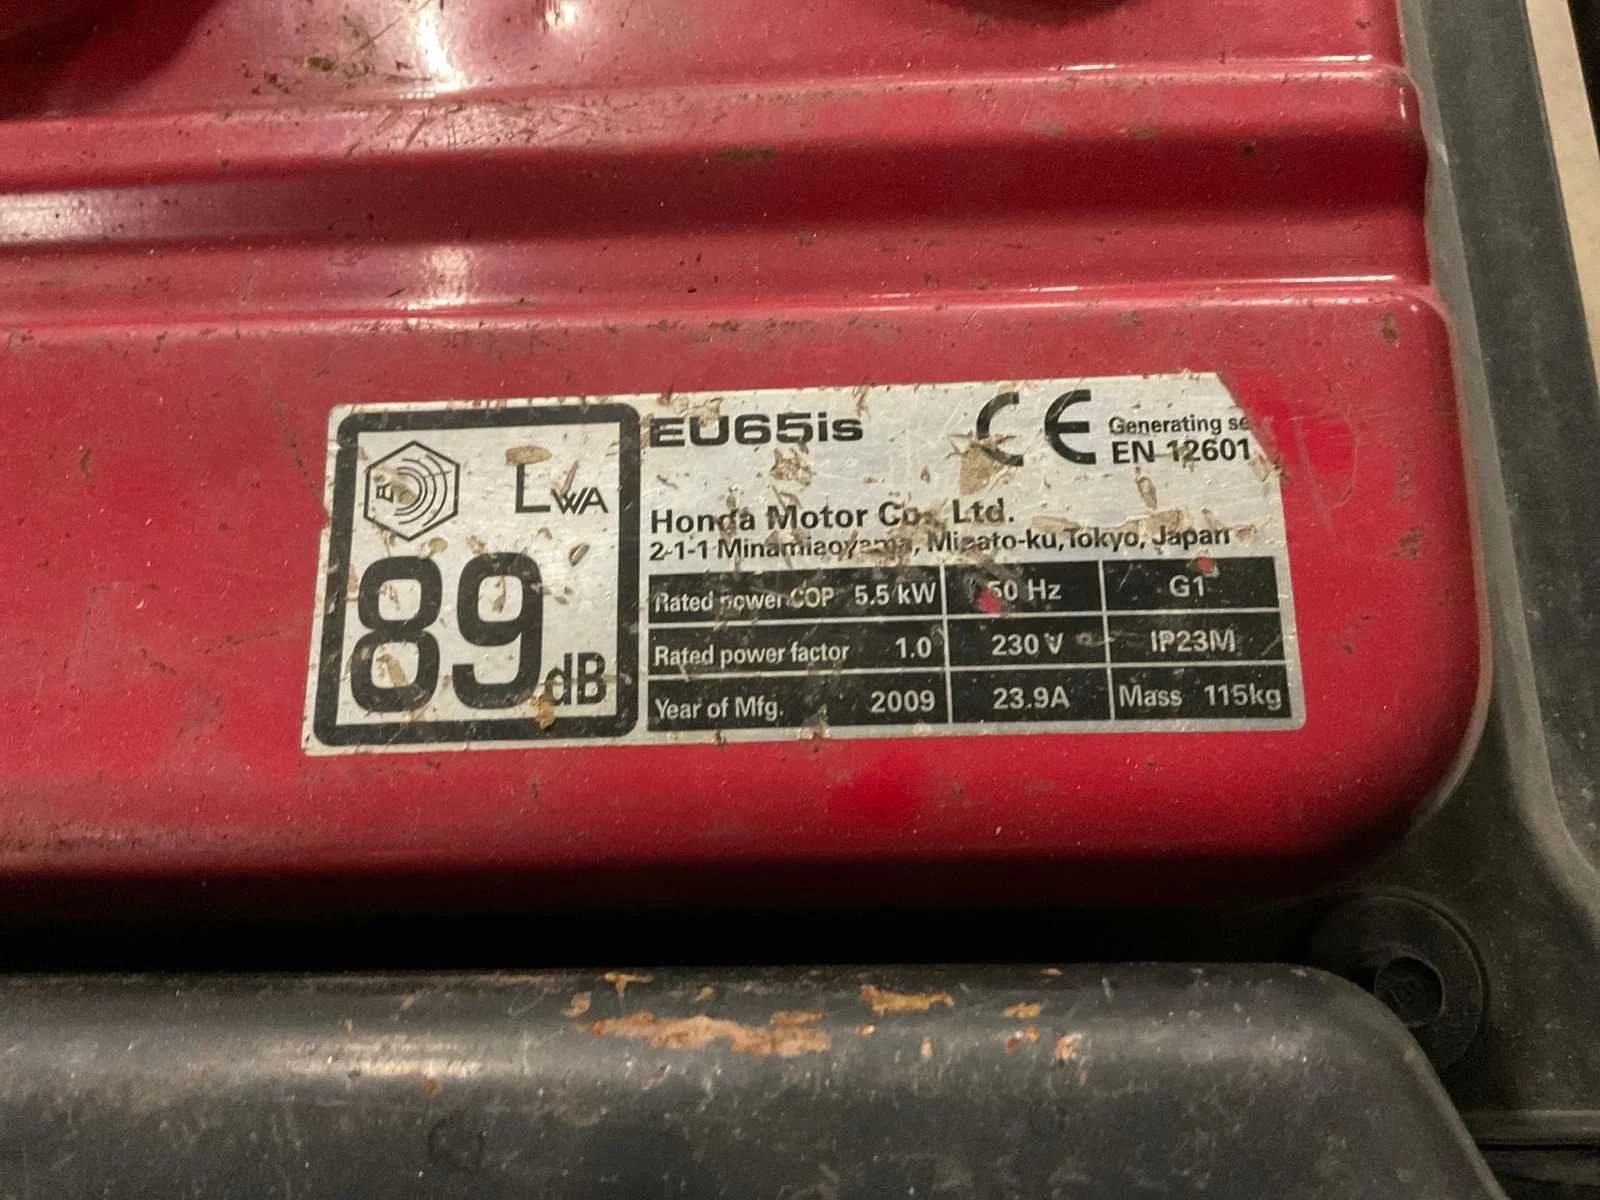 EU65is
CE
Generating se
EN 12601
LWA
89dB
Honda Motor Co., Ltd.
2-1-1 Minamiaoyama, Minato-ku, Tokyo, Japan
Rated power COP 5.5 kW 50 Hz G1
Rated power factor 1.0 230 V IP23M
Year of Mfg. 2009 23.9A Mass 115kg